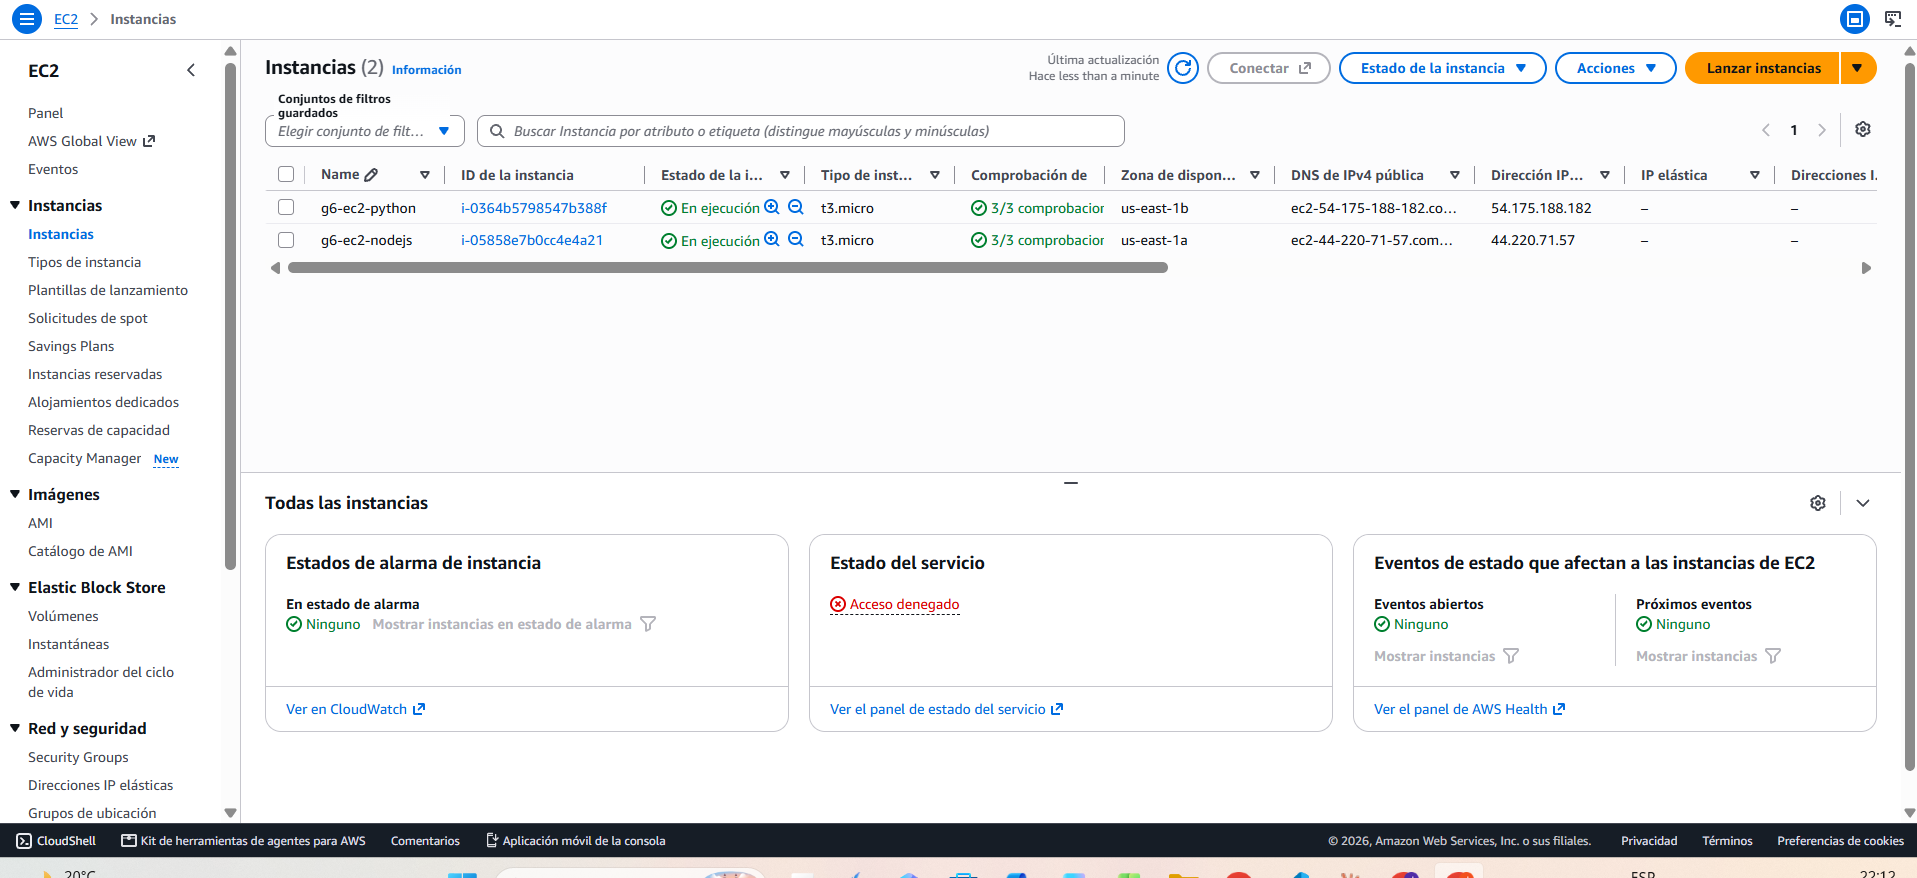 EC2 > Instancias
EC2
Panel
AWS Global View
Eventos
Instancias
Instancias
Tipos de instancia
Plantillas de lanzamiento
Solicitudes de spot
Savings Plans
Instancias reservadas
Alojamientos dedicados
Reservas de capacidad
Capacity Manager New
Imágenes
AMI
Catálogo de AMI
Elastic Block Store
Volúmenes
Instantáneas
Administrador del ciclo
de vida
Red y seguridad
Security Groups
Direcciones IP elásticas
Grupos de ubicación
Instancias (2) Información
Última actualización
Hace less than a minute
Conectar
Estado de la instancia
Acciones
Lanzar instancias
Conjuntos de filtros
guardados
Elegir conjunto de filt...
Buscar Instancia por atributo o etiqueta (distingue mayúsculas y minúsculas)
1
Name ID de la instancia Estado de la i... Tipo de inst... Comprobación de Zona de dispon... DNS de IPv4 pública Dirección IP... IP elástica Direcciones I.
g6-ec2-python i-0364b5798547b388f En ejecución t3.micro 3/3 comprobacior us-east-1b ec2-54-175-188-182.co... 54.175.188.182 – –
g6-ec2-nodejs i-05858e7b0cc4e4a21 En ejecución t3.micro 3/3 comprobacior us-east-1a ec2-44-220-71-57.com... 44.220.71.57 – –
Todas las instancias
Estados de alarma de instancia
En estado de alarma
Ninguno Mostrar instancias en estado de alarma
Ver en CloudWatch
Estado del servicio
Acceso denegado
Ver el panel de estado del servicio
Eventos de estado que afectan a las instancias de EC2
Eventos abiertos
Ninguno
Mostrar instancias
Próximos eventos
Ninguno
Mostrar instancias
Ver el panel de AWS Health
CloudShell Kit de herramientas de agentes para AWS Comentarios Aplicación móvil de la consola © 2026, Amazon Web Services, Inc. o sus filiales. Privacidad Términos Preferencias de cookies
20°C ESP 22:12